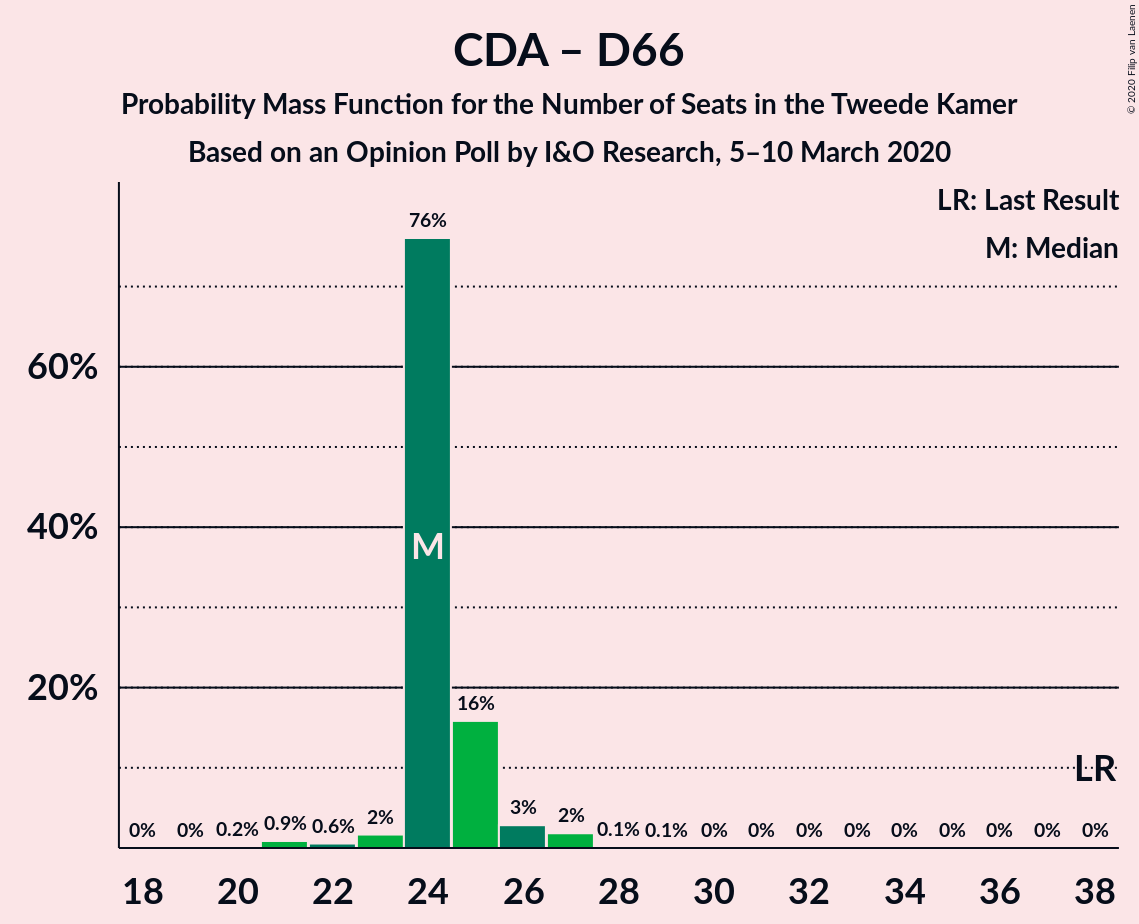 CDA – D66
Probability Mass Function for the Number of Seats in the Tweede Kamer
Based on an Opinion Poll by I&O Research, 5–10 March 2020
© 2020 Filip van Laenen
LR: Last Result
M: Median
60%
40%
20%
0% 0% 0.2% 0.9% 0.6% 2% 76% 16% 3% 2% 0.1% 0.1% 0% 0% 0% 0% 0% 0% 0% 0% 0%
M
LR
18 20 22 24 26 28 30 32 34 36 38